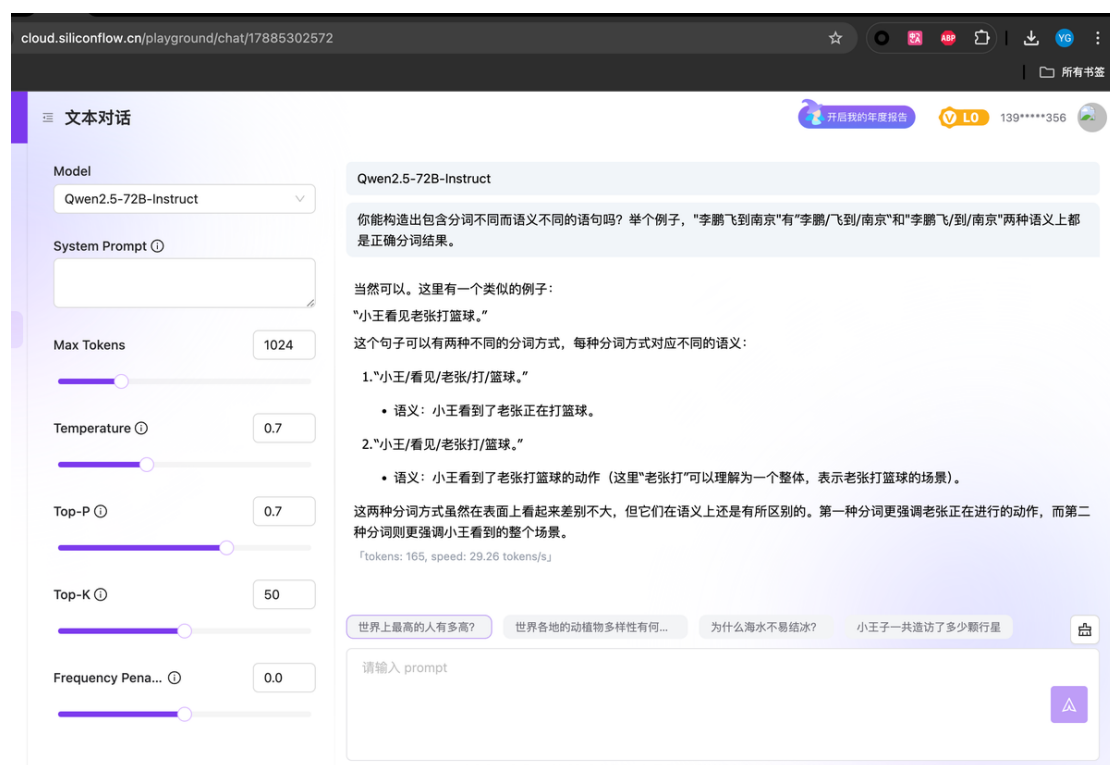 cloud.siliconflow.cn/playground/chat/17885302572
YG
所有书签
文本对话
开启我的年度报告
L0
139*****356
Model
Qwen2.5-72B-Instruct
System Prompt
Max Tokens
1024
Temperature
0.7
Top-P
0.7
Top-K
50
Frequency Pena...
0.0
Qwen2.5-72B-Instruct
你能构造出包含分词不同而语义不同的语句吗？举个例子，"李鹏飞到南京"有"李鹏/飞到/南京"和"李鹏飞/到/南京"两种语义上都
是正确分词结果。
当然可以。这里有一个类似的例子：
“小王看见老张打篮球。”
这个句子可以有两种不同的分词方式，每种分词方式对应不同的语义：
1.“小王/看见/老张/打/篮球。”
• 语义：小王看到了老张正在打篮球。
2.“小王/看见/老张打/篮球。”
• 语义：小王看到了老张打篮球的动作（这里“老张打”可以理解为一个整体，表示老张打篮球的场景）。
这两种分词方式虽然在表面上看起来差别不大，但它们在语义上还是有所区别的。第一种分词更强调老张正在进行的动作，而第二
种分词则更强调小王看到的整个场景。
「tokens: 165, speed: 29.26 tokens/s」
世界上最高的人有多高?
世界各地的动植物多样性有何...
为什么海水不易结冰?
小王子一共造访了多少颗行星
请输入 prompt